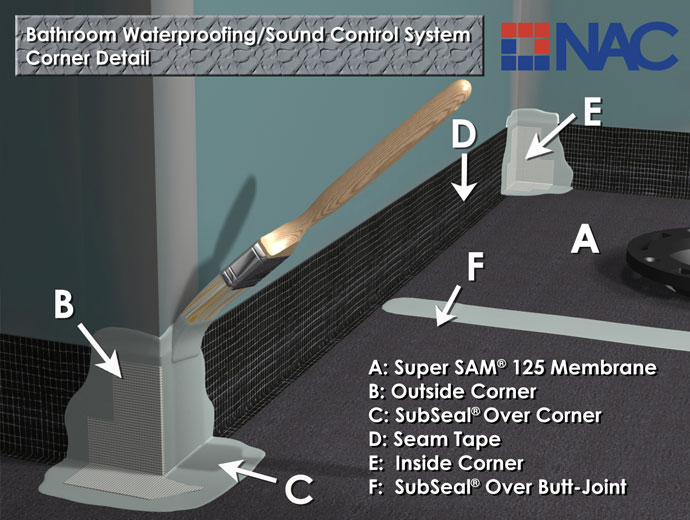 Bathroom Waterproofing/Sound Control System
Corner Detail
NAC
E
D
A
F
B
A: Super SAM® 125 Membrane
B: Outside Corner
C: SubSeal® Over Corner
D: Seam Tape
E: Inside Corner
F: SubSeal® Over Butt-Joint
C